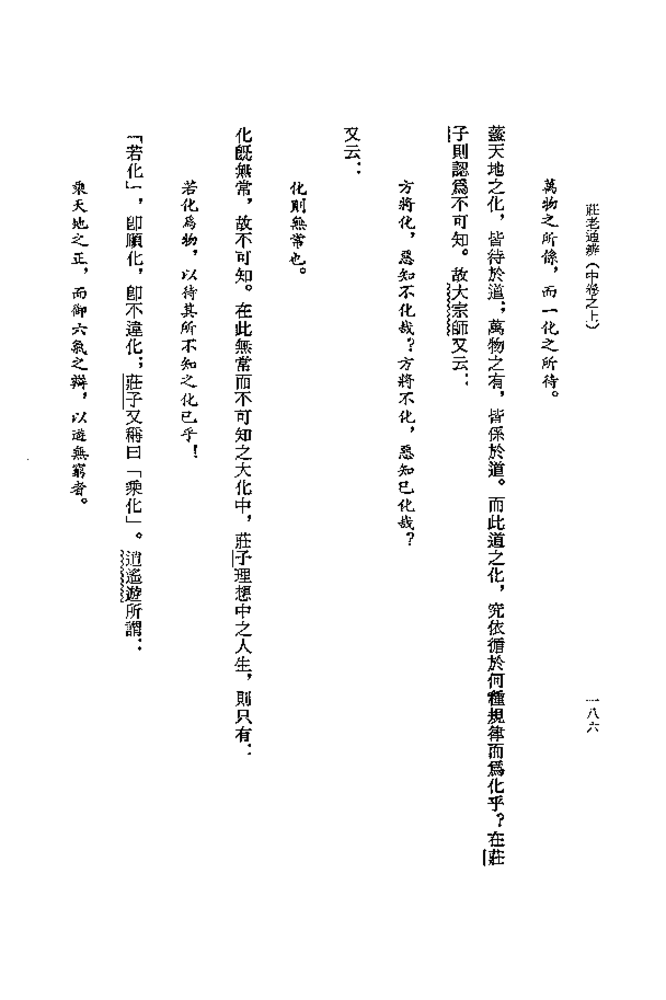 莊老通辨（中卷之上）
一八六
萬物之所係，而一化之所待。
蓋天地之化，皆待於道；萬物之有，皆係於道。而此道之化，究依循於何種規律而爲化乎？在莊
子則認爲不可知。故大宗師又云：
方將化，惡知不化哉？方將不化，惡知已化哉？
又云：
化則無常也。
化旣無常，故不可知。在此無常而不可知之大化中，莊子理想中之人生，則只有：
若化爲物，以待其所不知之化已乎！
「若化」，卽順化，卽不違化；莊子又稱曰「乘化」。逍遙遊所謂：
乘天地之正，而御六氣之辯，以遊無窮者。